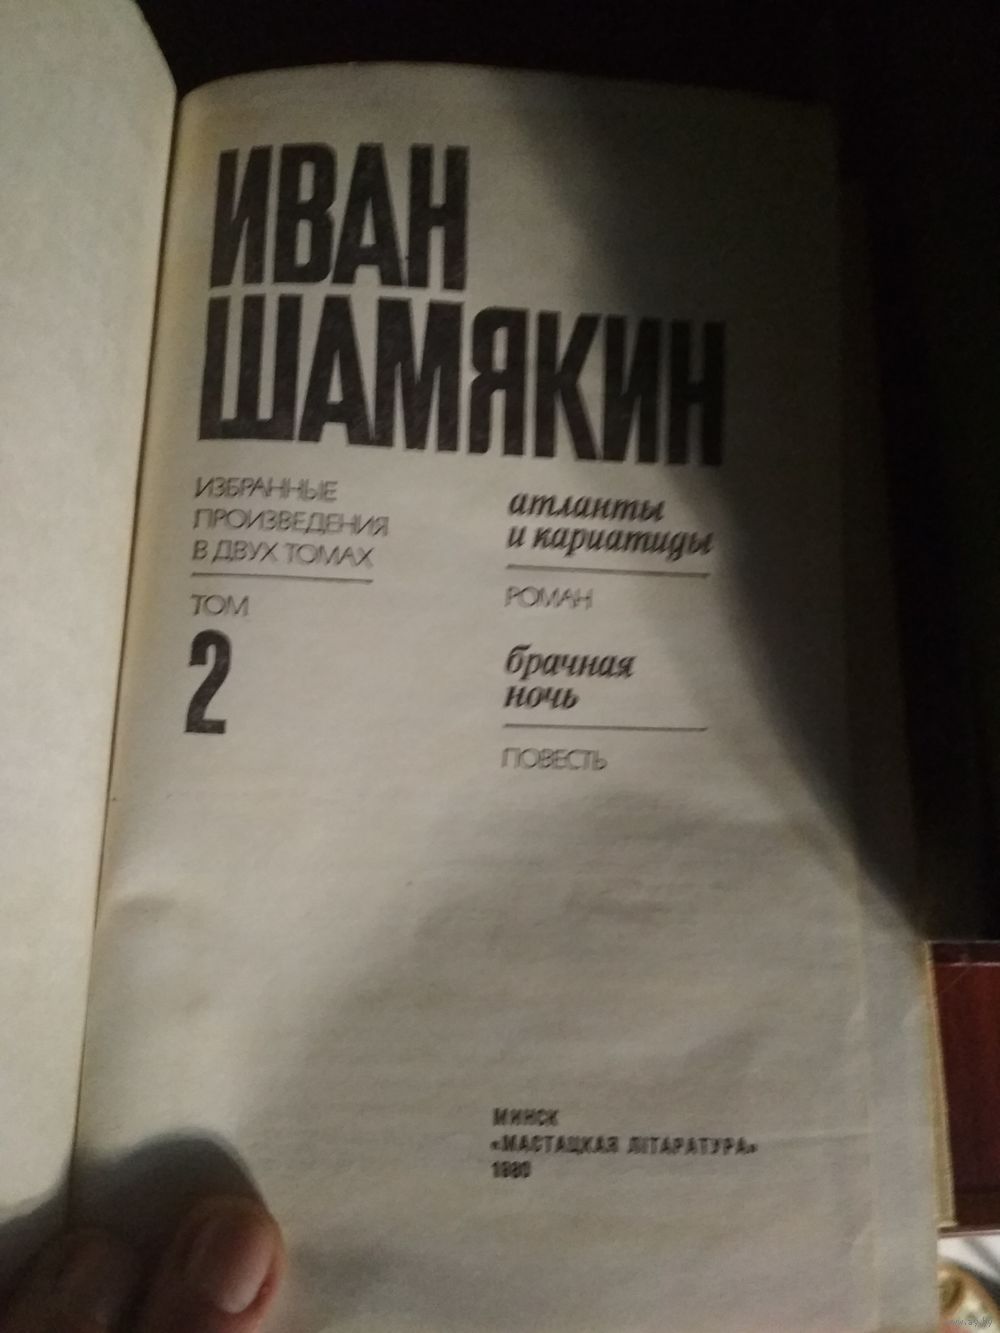 ИВАН
ШАМЯКИН
ИЗБРАННЫЕ
ПРОИЗВЕДЕНИЯ
В ДВУХ ТОМАХ
ТОМ
2
атланты
и кариатиды
РОМАН
брачная
ночь
ПОВЕСТЬ
МИНСК
«МАСТАЦКАЯ ЛІТАРАТУРА»
1980